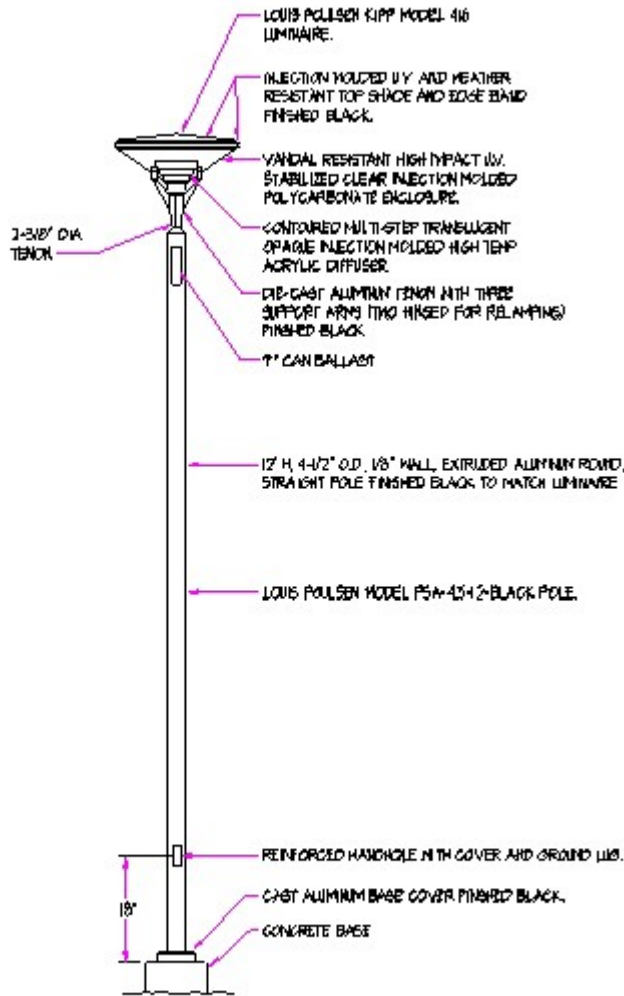 LOUIS POULSEN KIPP MODEL 416
LUMINAIRE.
INJECTION MOLDED U.V. AND WEATHER
RESISTANT TOP SHADE AND EDGE BAND
FINISHED BLACK.
VANDAL RESISTANT HIGH IMPACT U.V.
STABILIZED CLEAR INJECTION MOLDED
POLYCARBONATE ENCLOSURE.
2-3/8" DIA.
TENON.
CONTOURED MULTI-STEP TRANSLUCENT
OPAQUE INJECTION MOLDED HIGH TEMP
ACRYLIC DIFFUSER
DIE-CAST ALUMINUM TENON WITH THREE
SUPPORT ARMS (TWO HINGED FOR RELAMPING)
FINISHED BLACK
CAN BALLAST
12' H, 4-1/2" O.D., 1/8" WALL, EXTRUDED ALUMINUM ROUND,
STRAIGHT POLE FINISHED BLACK TO MATCH LUMINAIRE
LOUIS POULSEN MODEL BLACK POLE.
REINFORCED HANDHOLE WITH COVER AND GROUND LUG.
18"
CAST ALUMINUM BASE COVER FINISHED BLACK.
CONCRETE BASE